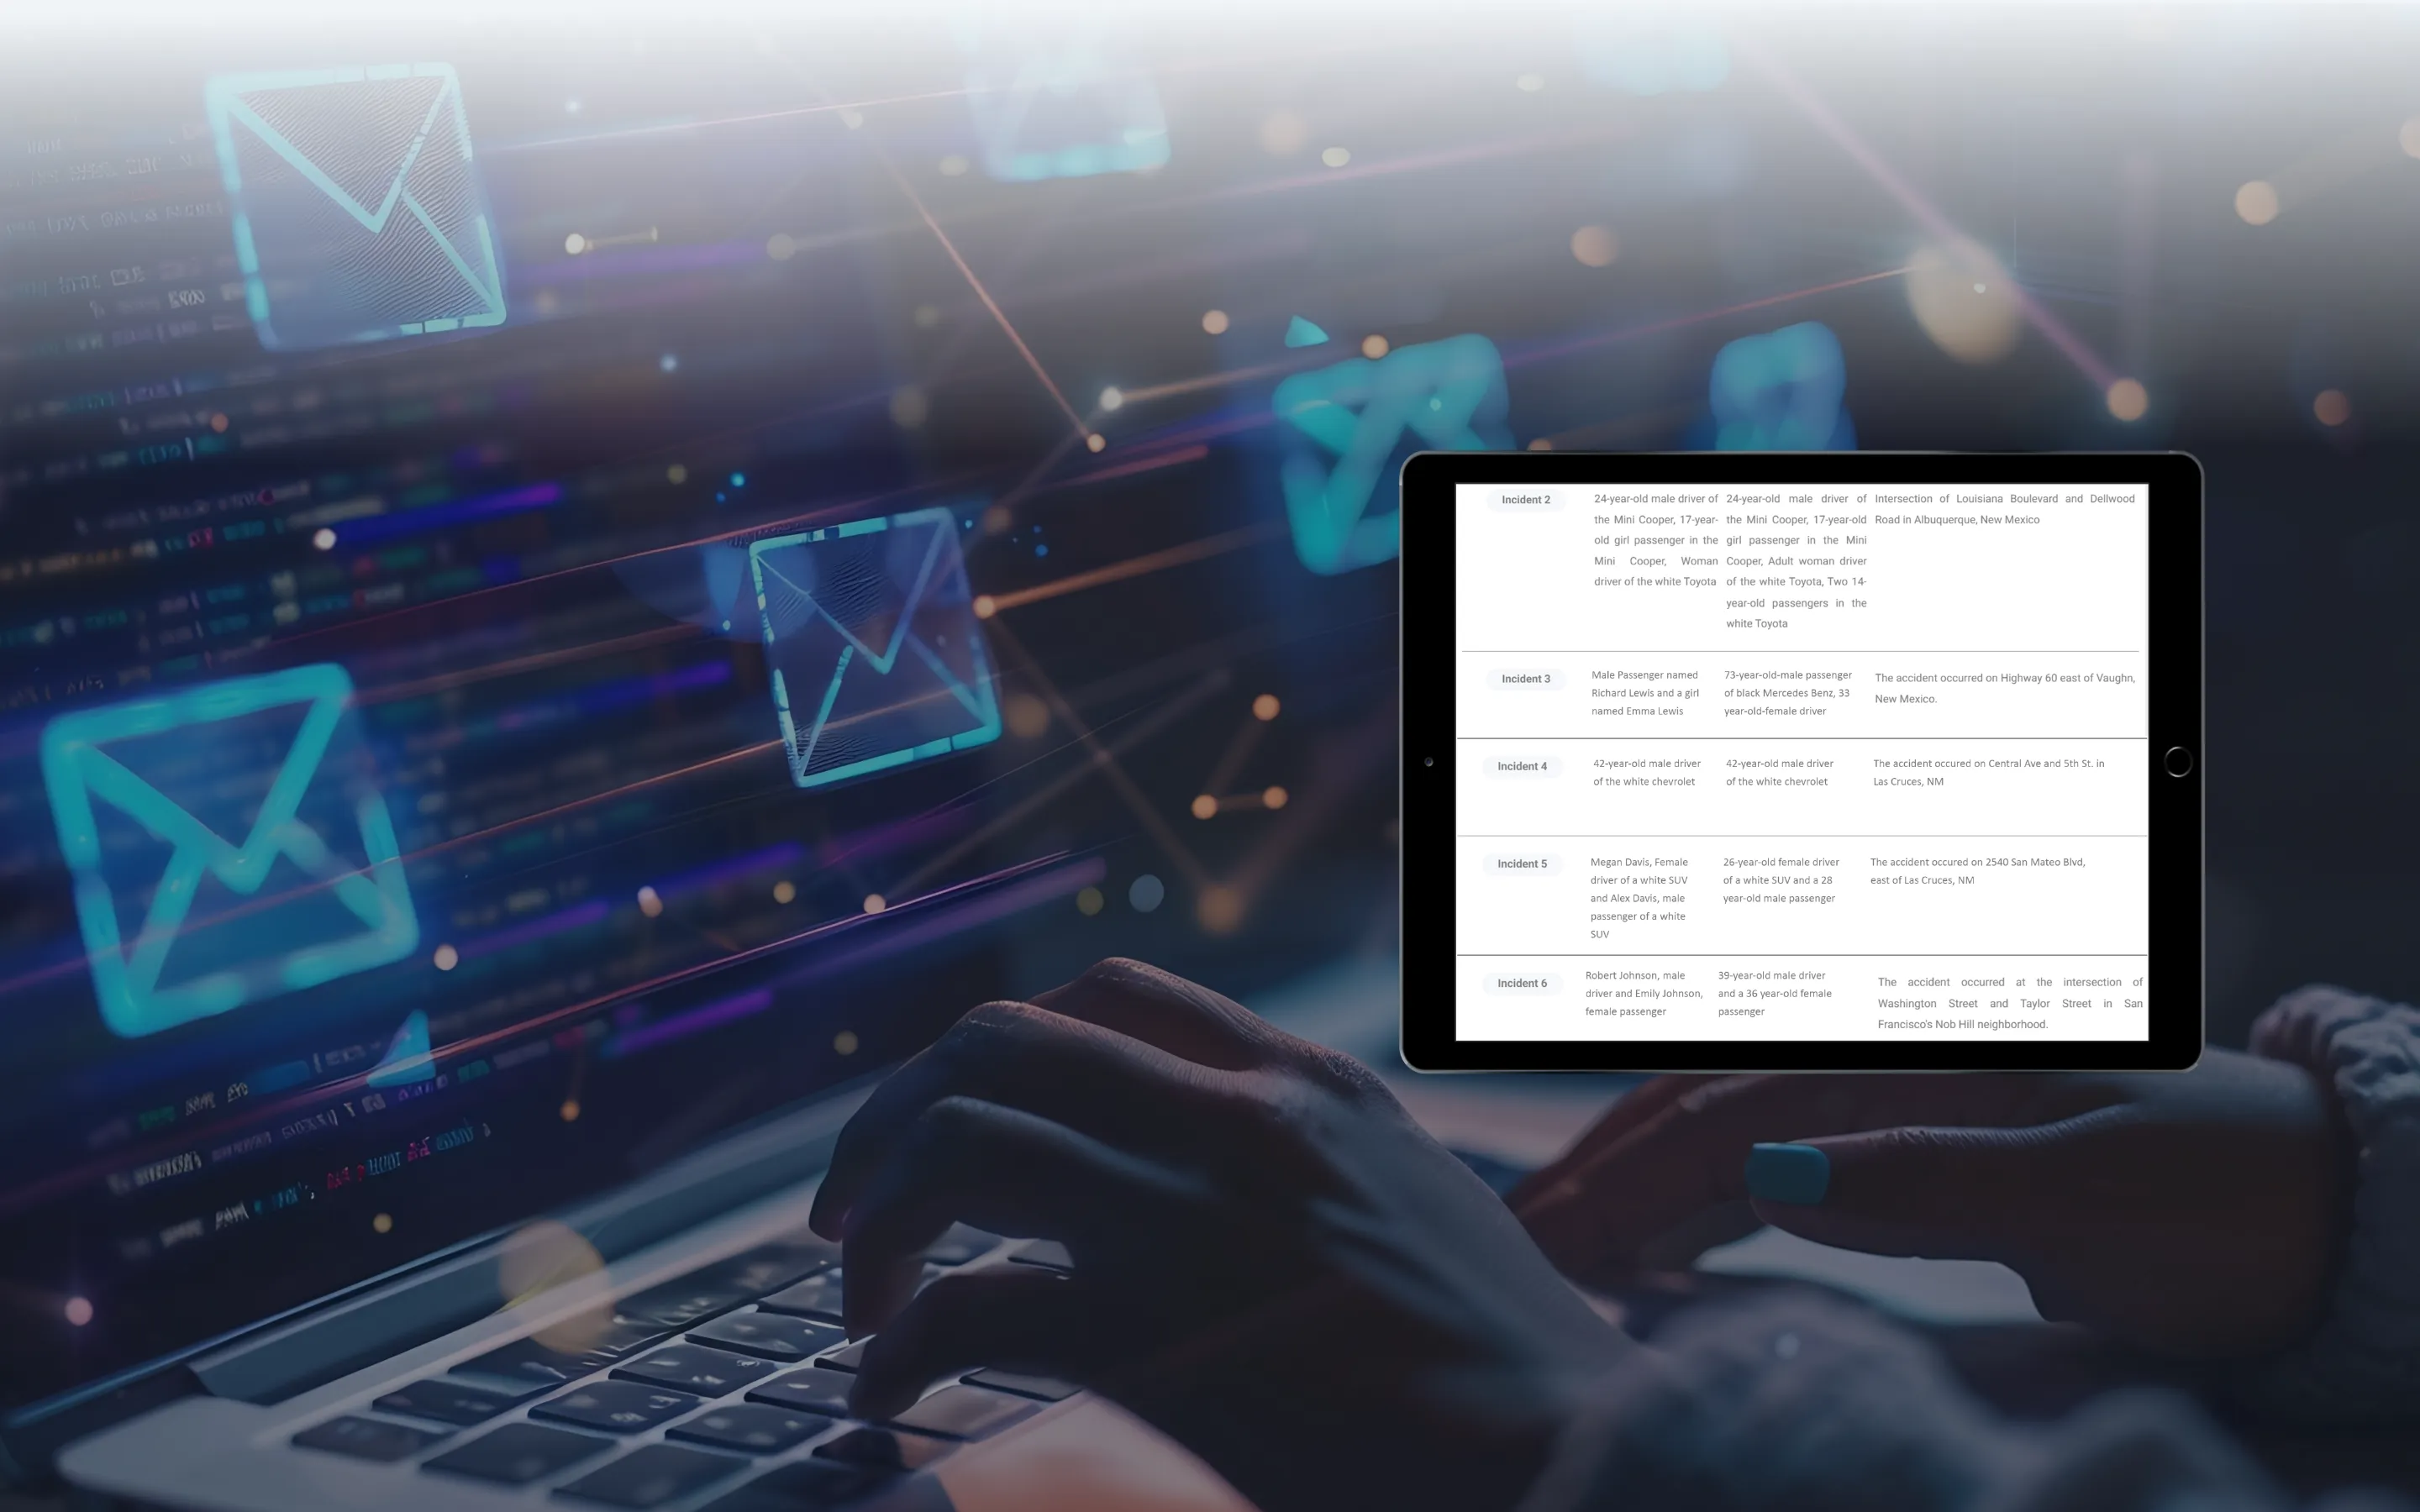 Incident 2
24-year-old male driver of
the Mini Cooper, 17-year-
old girl passenger in the
Mini Cooper, Woman
driver of the white Toyota
24-year-old male driver of
the Mini Cooper, 17-year-old
girl passenger in the Mini
Cooper, Adult woman driver
of the white Toyota, Two 14-
year-old passengers in the
white Toyota
Intersection of Louisiana Boulevard and Dellwood
Road in Albuquerque, New Mexico
Incident 3
Male Passenger named
Richard Lewis and a girl
named Emma Lewis
73-year-old-male passenger
of black Mercedes Benz, 33
year-old-female driver
The accident occurred on Highway 60 east of Vaughn,
New Mexico.
Incident 4
42-year-old male driver
of the white chevrolet
42-year-old male driver
of the white chevrolet
The accident occured on Central Ave and 5th St. in
Las Cruces, NM
Incident 5
Megan Davis, Female
driver of a white SUV
and Alex Davis, male
passenger of a white
SUV
26-year-old female driver
of a white SUV and a 28
year-old male passenger
The accident occured on 2540 San Mateo Blvd,
east of Las Cruces, NM
Incident 6
Robert Johnson, male
driver and Emily Johnson,
female passenger
39-year-old male driver
and a 36 year-old female
passenger
The accident occurred at the intersection of
Washington Street and Taylor Street in San
Francisco's Nob Hill neighborhood.